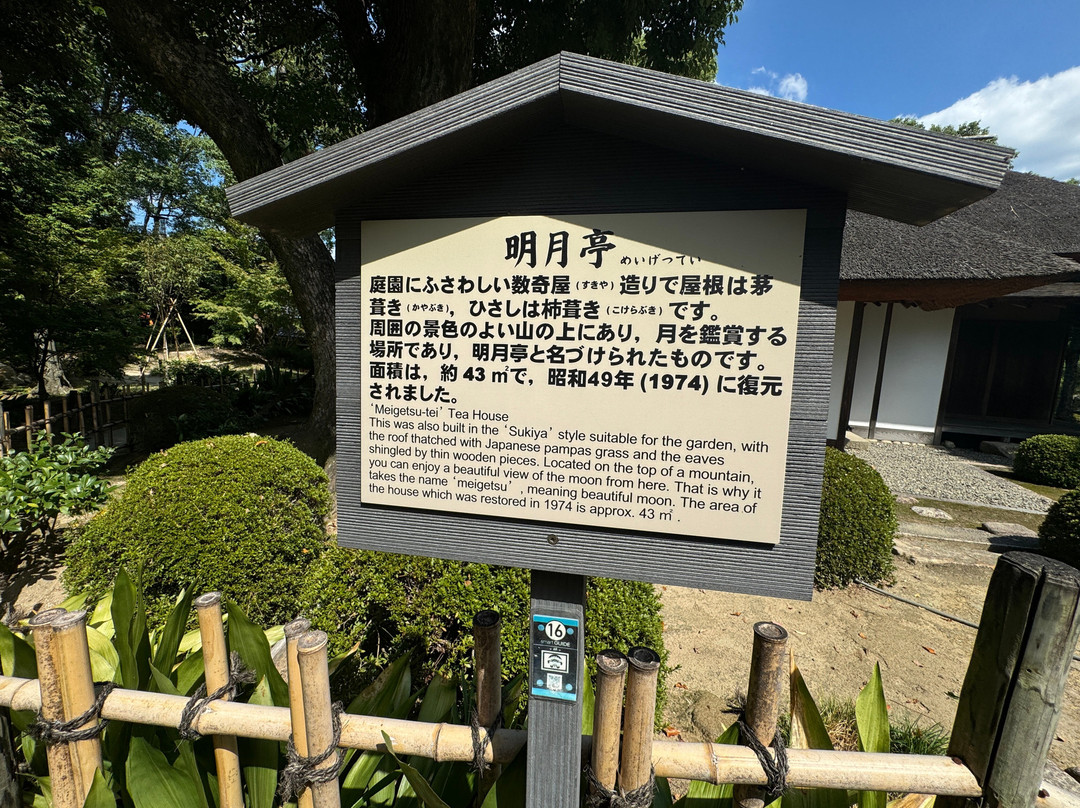 明月亭 めいげつてい
庭園にふさわしい数奇屋(すきや)造りで屋根は茅
葺き(かやぶき)，ひさしは杮葺き(こけらぶき)です。
周囲の景色のよい山の上にあり，月を鑑賞する
場所であり，明月亭と名づけられたものです。
面積は，約43㎡で，昭和49年(1974)に復元
されました。
‘Meigetsu-tei’ Tea House
This was also built in the ‘Sukiya’ style suitable for the garden, with
the roof thatched with Japanese pampas grass and the eaves
shingled by thin wooden pieces. Located on the top of a mountain,
you can enjoy a beautiful view of the moon from here. That is why it
takes the name ‘meigetsu’, meaning beautiful moon. The area of
the house which was restored in 1974 is approx. 43 ㎡.
16
smart GUIDE